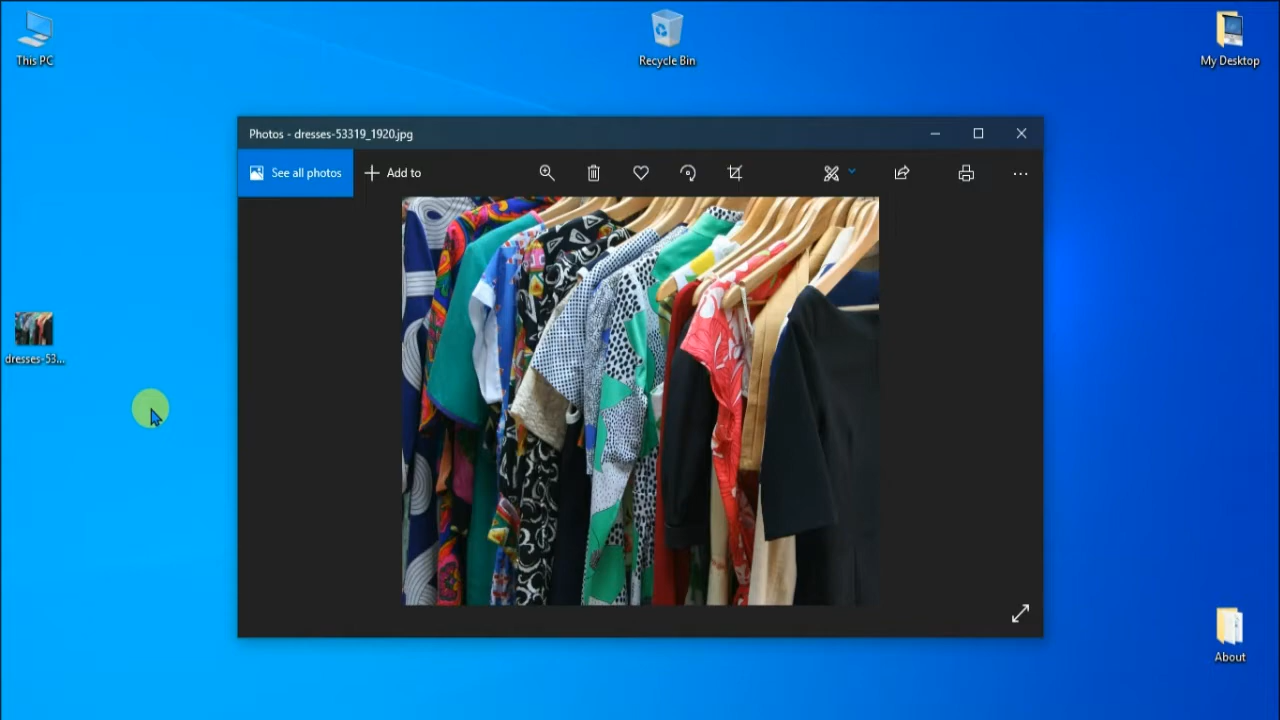 This PC
Recycle Bin
My Desktop
Photos - dresses-53319_1920.jpg
See all photos
Add to
dresses-53...
About